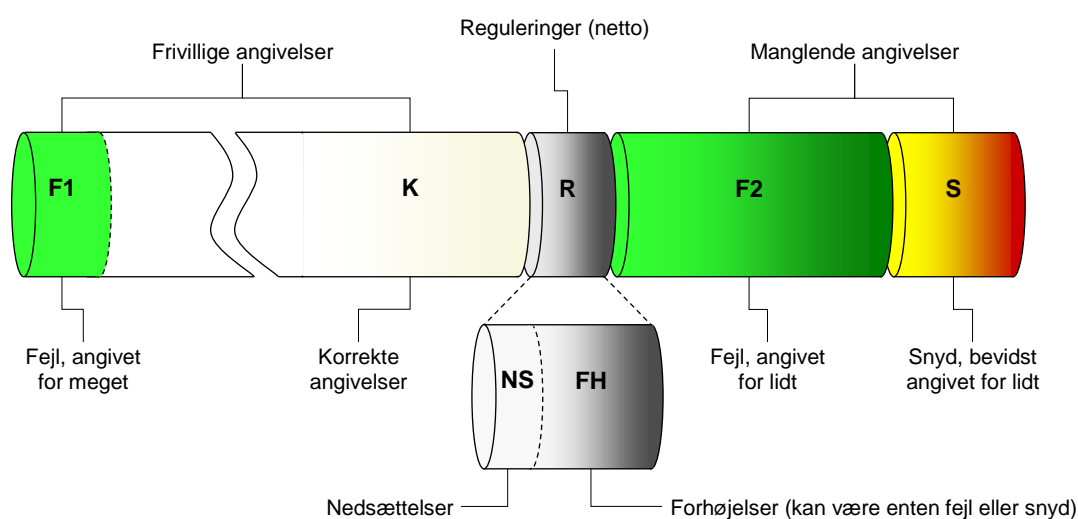 Reguleringer (netto)
Frivillige angivelser
Manglende angivelser
F1
K
R
F2
S
Fejl, angivet
for meget
Korrekte
angivelser
Fejl, angivet
for lidt
Snyd, bevidst
angivet for lidt
NS
FH
Nedsættelser
Forhøjelser (kan være enten fejl eller snyd)